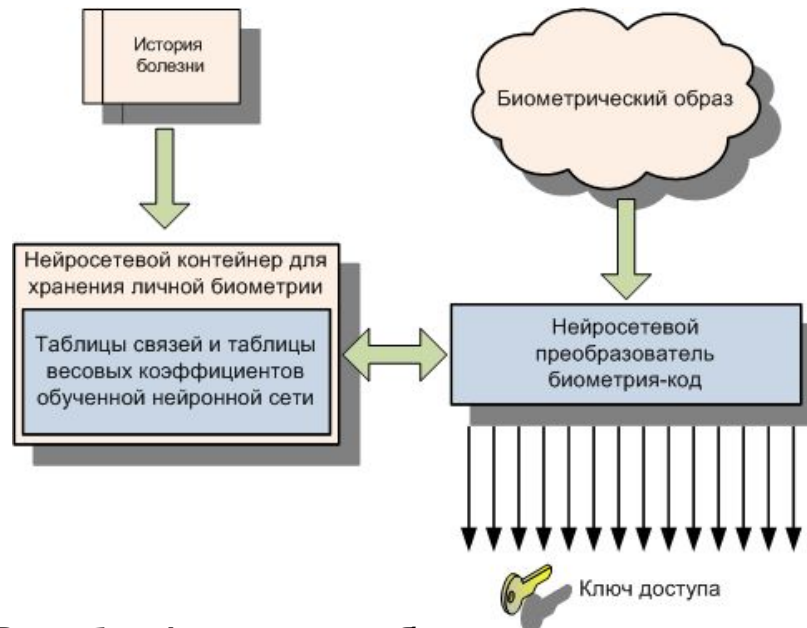 История
болезни
Биометрический образ
Нейросетевой контейнер для
хранения личной биометрии
Таблицы связей и таблицы
весовых коэффициентов
обученной нейронной сети
Нейросетевой
преобразователь
биометрия-код
Ключ доступа